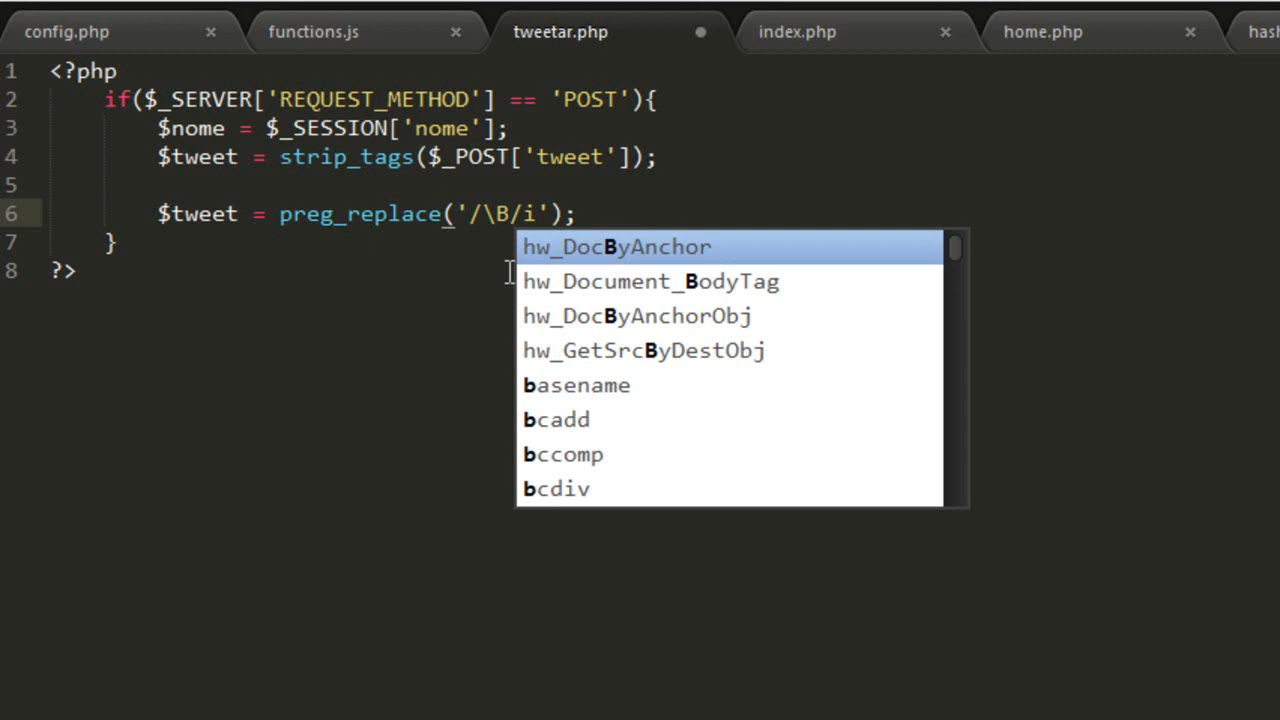 config.php × functions.js × tweetar.php index.php × home.php × hash
1 <?php
2 if($_SERVER['REQUEST_METHOD'] == 'POST'){
3 $nome = $_SESSION['nome'];
4 $tweet = strip_tags($_POST['tweet']);
5
6 $tweet = preg_replace('/\B/i');
7 }
8 ?>
hw_DocByAnchor
hw_Document_BodyTag
hw_DocByAnchorObj
hw_GetSrcByDestObj
basename
bcadd
bccomp
bcdiv